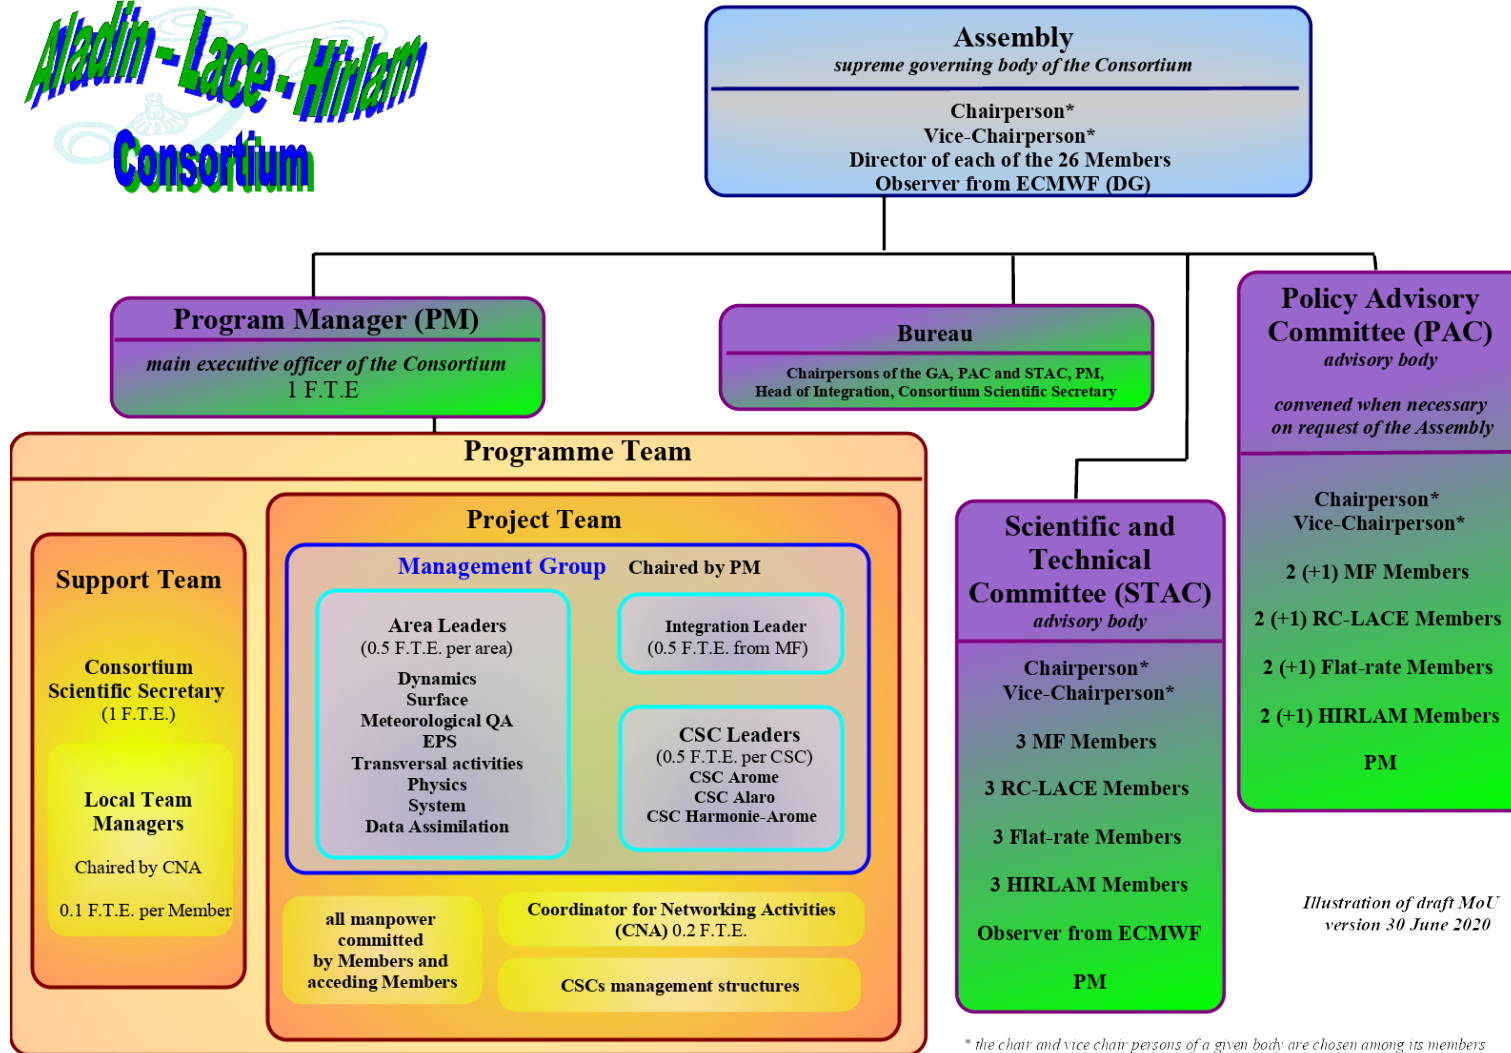 Aladin - Lace - Hirlam
Consortium
Assembly
supreme governing body of the Consortium
Chairperson*
Vice-Chairperson*
Director of each of the 26 Members
Observer from ECMWF (DG)
Program Manager (PM)
main executive officer of the Consortium
1 F.T.E
Bureau
Chairpersons of the GA, PAC and STAC, PM,
Head of Integration, Consortium Scientific Secretary
Policy Advisory
Committee (PAC)
advisory body
convened when necessary
on request of the Assembly
Chairperson*
Vice-Chairperson*
2 (+1) MF Members
2 (+1) RC-LACE Members
2 (+1) Flat-rate Members
2 (+1) HIRLAM Members
PM
Programme Team
Support Team
Consortium
Scientific Secretary
(1 F.T.E.)
Local Team
Managers
Chaired by CNA
0.1 F.T.E. per Member
Project Team
Management Group Chaired by PM
Area Leaders
(0.5 F.T.E. per area)
Dynamics
Surface
Meteorological QA
EPS
Transversal activities
Physics
System
Data Assimilation
Integration Leader
(0.5 F.T.E. from MF)
CSC Leaders
(0.5 F.T.E. per CSC)
CSC Arome
CSC Alaro
CSC Harmonie-Arome
all manpower
committed
by Members and
acceding Members
Coordinator for Networking Activities
(CNA) 0.2 F.T.E.
CSCs management structures
Scientific and
Technical
Committee (STAC)
advisory body
Chairperson*
Vice-Chairperson*
3 MF Members
3 RC-LACE Members
3 Flat-rate Members
3 HIRLAM Members
Observer from ECMWF
PM
Illustration of draft MoU
version 30 June 2020
* the chair and vice chair persons of a given body are chosen among its members